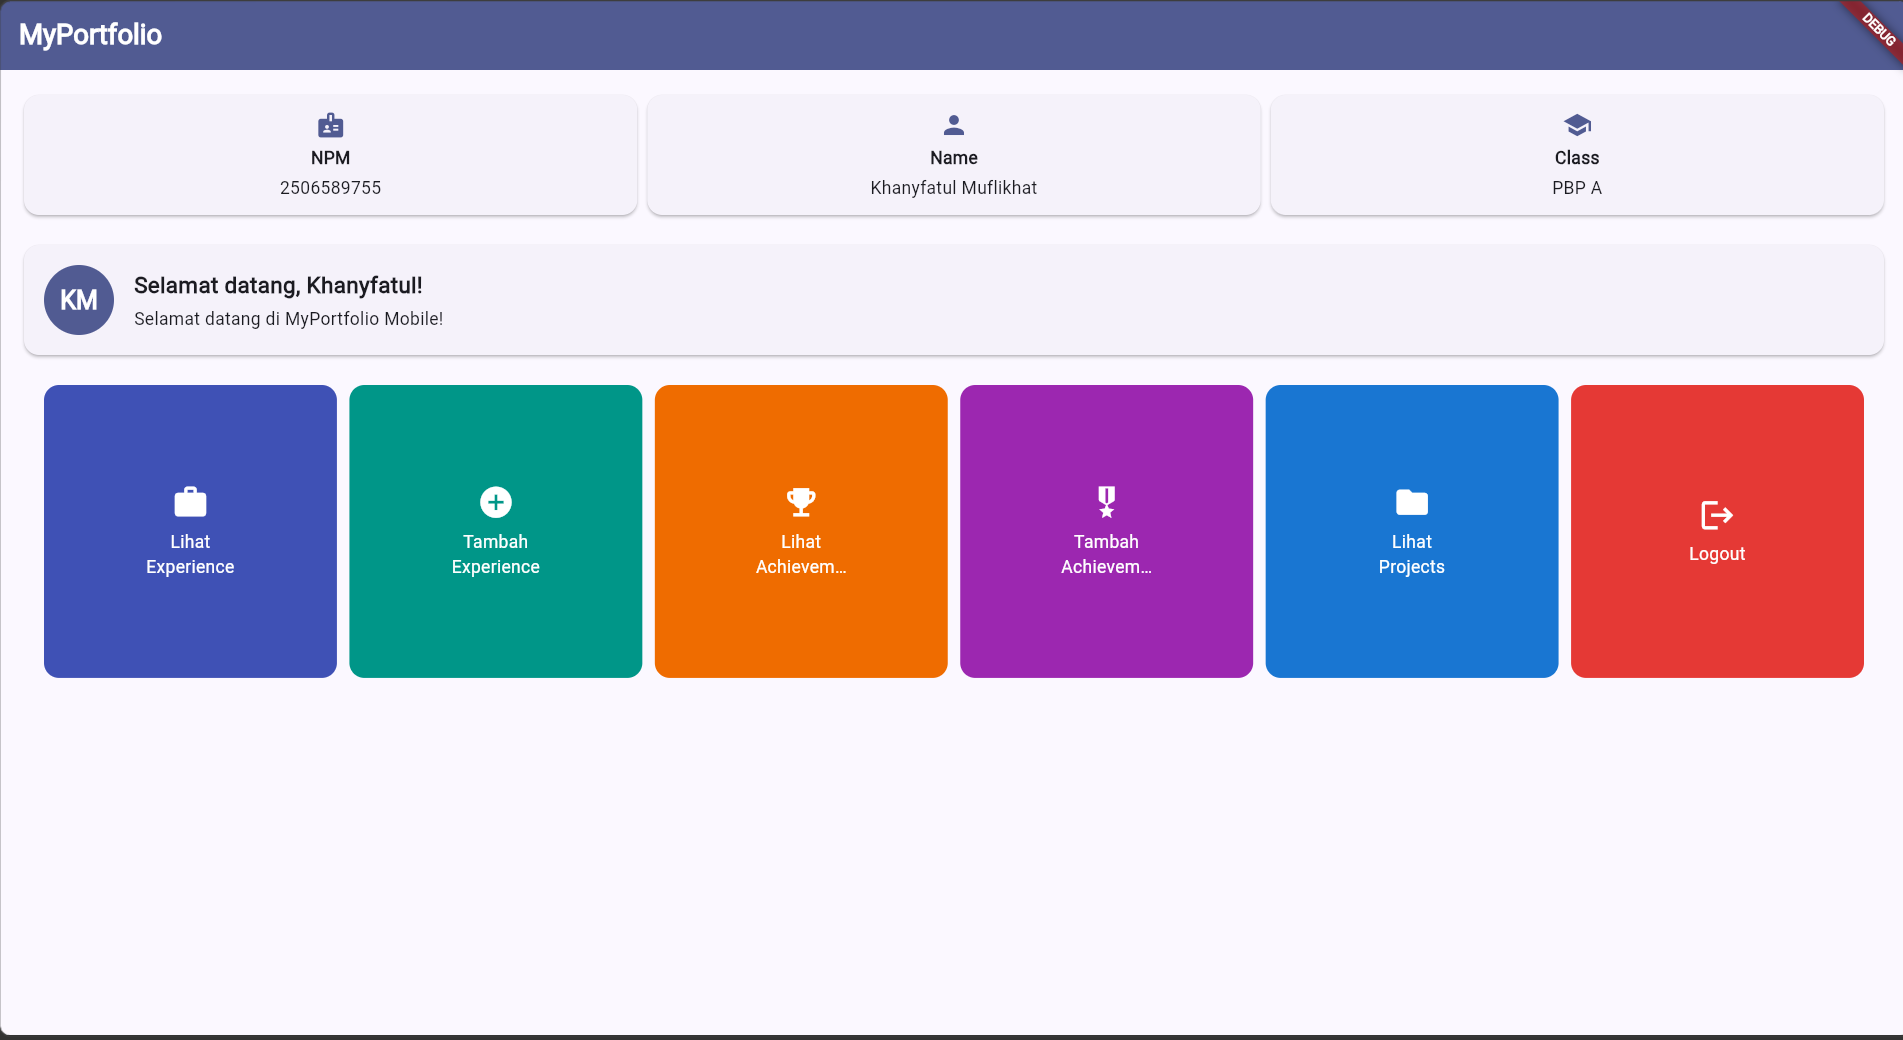 MyPortfolio
DEBUG
NPM
2506589755
Name
Khanyfatul Muflikhat
Class
PBP A
KM
Selamat datang, Khanyfatul!
Selamat datang di MyPortfolio Mobile!
Lihat
Experience
Tambah
Experience
Lihat
Achievem...
Tambah
Achievem...
Lihat
Projects
Logout